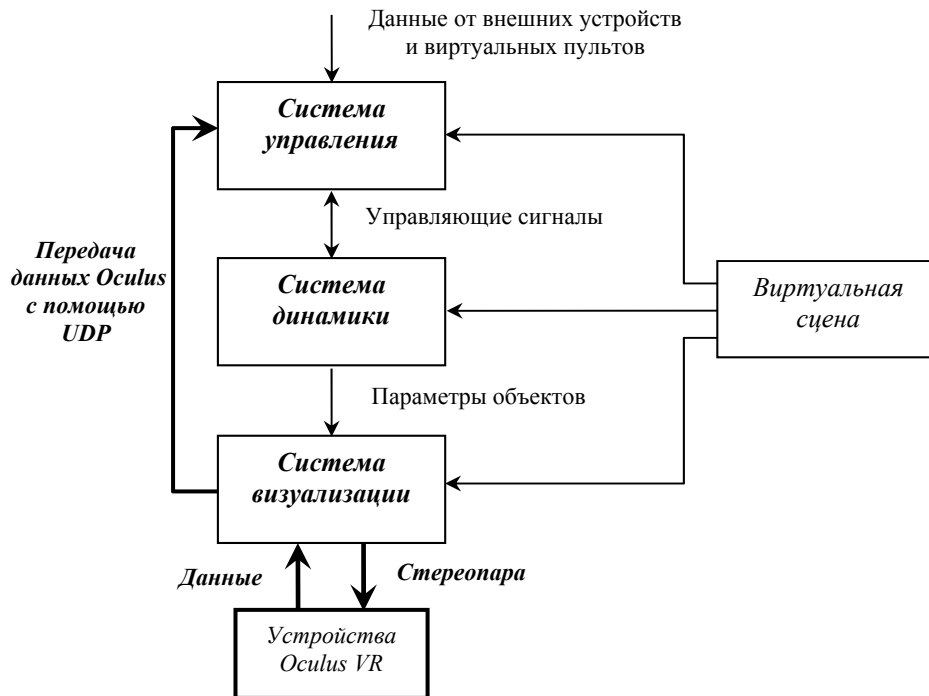 Данные от внешних устройств
и виртуальных пультов
Система
управления
Управляющие сигналы
Передача
данных Oculus
с помощью
UDP
Система
динамики
Виртуальная
сцена
Параметры объектов
Система
визуализации
Данные
Стереопара
Устройства
Oculus VR